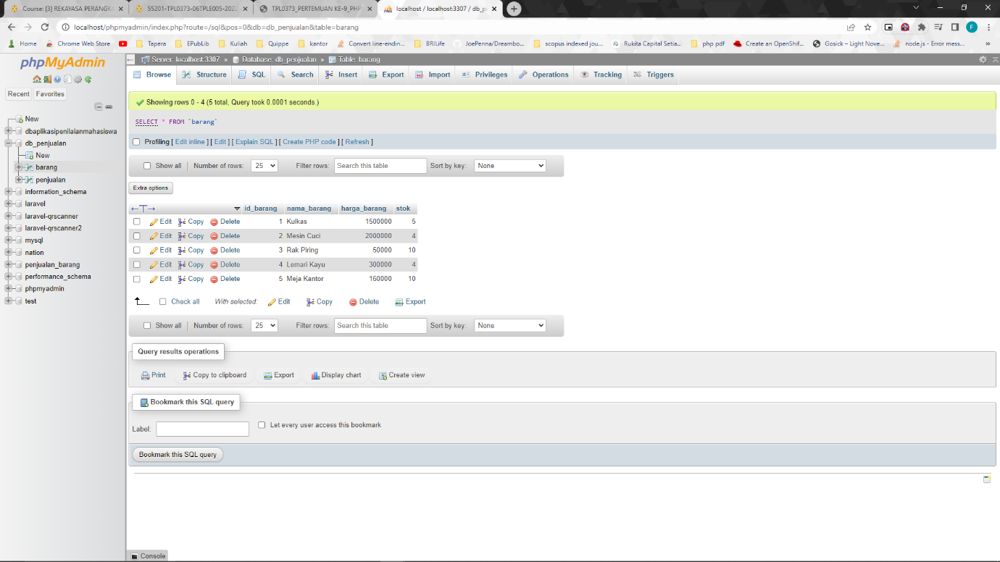 Course: [3] REKAYASA PERANGKA
55201-TPL0373-06TPLE005-2022
TPL0373_PERTEMUAN KE-9_PHP
localhost / localhost:3307 / db_p
localhost/phpmyadmin/index.php?route=/sql&pos=0&db=db_penjualan&table=barang
F
Home Chrome Web Store Tapera EPubLib Kuliah Quippe kantor Convert line-endin... BRILife JoePenna/Dreambo... scopus indexed jou... Rukita Capital Setia... php pdf Create an OpenShif... Gosick – Light Nove... node.js - Error mess... »
phpMyAdmin
Server: localhost:3307 » Database: db_penjualan » Table: barang
Browse Structure SQL Search Insert Export Import Privileges Operations Tracking Triggers
Recent Favorites
New
dbaplikasipenilaianmahasiswa
db_penjualan
New
barang
penjualan
information_schema
laravel
laravel-qrscanner
laravel-qrscanner2
mysql
nation
penjualan_barang
performance_schema
phpmyadmin
test
Showing rows 0 - 4 (5 total, Query took 0.0001 seconds.)
SELECT * FROM `barang`
Profiling [ Edit inline ] [ Edit ] [ Explain SQL ] [ Create PHP code ] [ Refresh ]
Show all | Number of rows: 25 Filter rows: Search this table Sort by key: None
Extra options
←T→ id_barang nama_barang harga_barang stok
Edit Copy Delete 1 Kulkas 1500000 5
Edit Copy Delete 2 Mesin Cuci 2000000 4
Edit Copy Delete 3 Rak Piring 50000 10
Edit Copy Delete 4 Lemari Kayu 300000 4
Edit Copy Delete 5 Meja Kantor 160000 10
Check all With selected: Edit Copy Delete Export
Show all | Number of rows: 25 Filter rows: Search this table Sort by key: None
Query results operations
Print Copy to clipboard Export Display chart Create view
Bookmark this SQL query
Label: Let every user access this bookmark
Bookmark this SQL query
Console